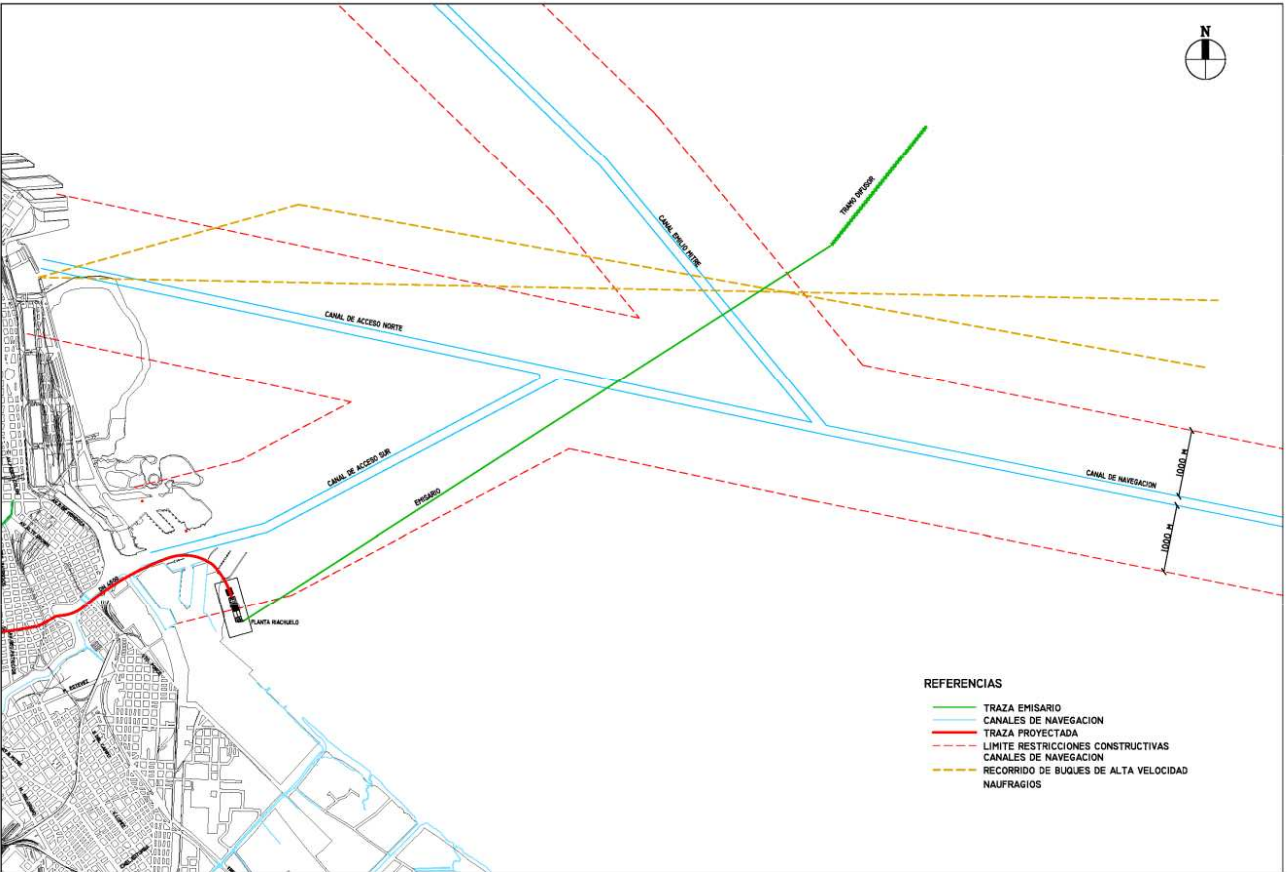 N
TRAMO DIFUSOR
CANAL EMILIO MITRE
CANAL DE ACCESO NORTE
CANAL DE ACCESO SUR
EMISARIO
CANAL DE NAVEGACION
1000 M
1000 M
PLANTA RIACHUELO
REFERENCIAS
TRAZA EMISARIO
CANALES DE NAVEGACION
TRAZA PROYECTADA
LIMITE RESTRICCIONES CONSTRUCTIVAS
CANALES DE NAVEGACION
RECORRIDO DE BUQUES DE ALTA VELOCIDAD
NAUFRAGIOS